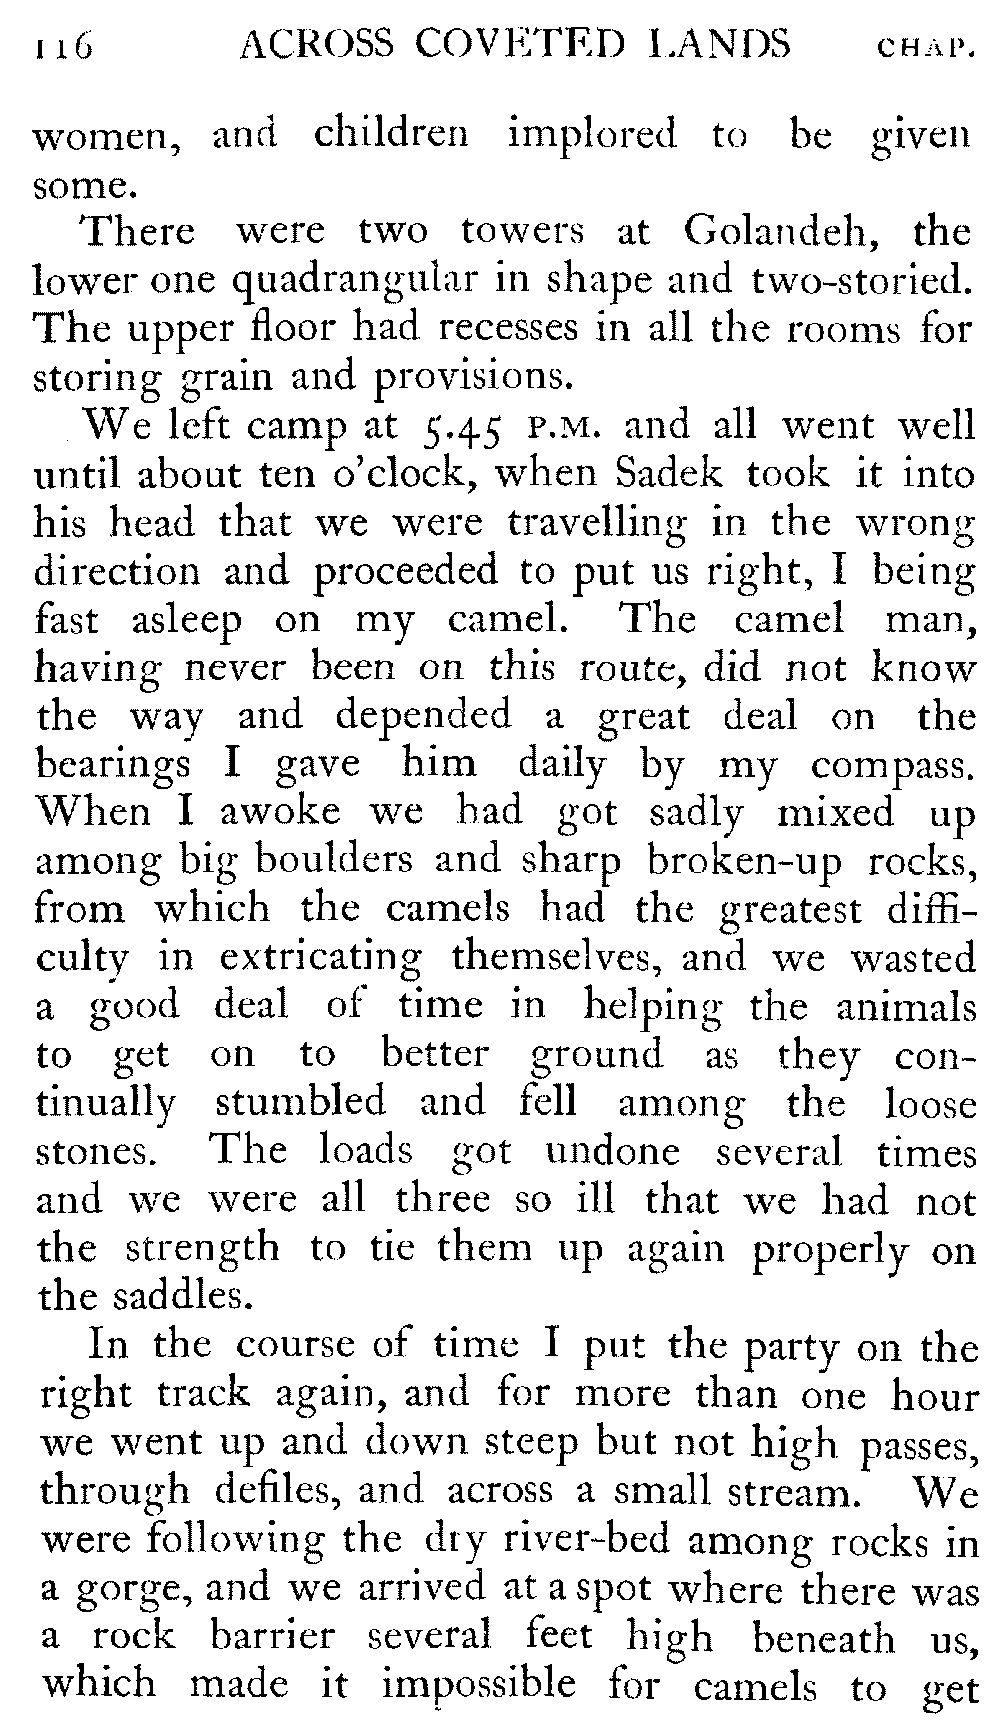 116 ACROSS COVETED LANDS CHAP.
women, and children implored to be given
some.
There were two towers at Golandeh, the
lower one quadrangular in shape and two-storied.
The upper floor had recesses in all the rooms for
storing grain and provisions.
We left camp at 5.45 P.M. and all went well
until about ten o'clock, when Sadek took it into
his head that we were travelling in the wrong
direction and proceeded to put us right, I being
fast asleep on my camel. The camel man,
having never been on this route, did not know
the way and depended a great deal on the
bearings I gave him daily by my compass.
When I awoke we had got sadly mixed up
among big boulders and sharp broken-up rocks,
from which the camels had the greatest diffi-
culty in extricating themselves, and we wasted
a good deal of time in helping the animals
to get on to better ground as they con-
tinually stumbled and fell among the loose
stones. The loads got undone several times
and we were all three so ill that we had not
the strength to tie them up again properly on
the saddles.
In the course of time I put the party on the
right track again, and for more than one hour
we went up and down steep but not high passes,
through defiles, and across a small stream. We
were following the dry river-bed among rocks in
a gorge, and we arrived at a spot where there was
a rock barrier several feet high beneath us,
which made it impossible for camels to get